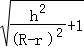 √(h²/(R-r)² + 1)